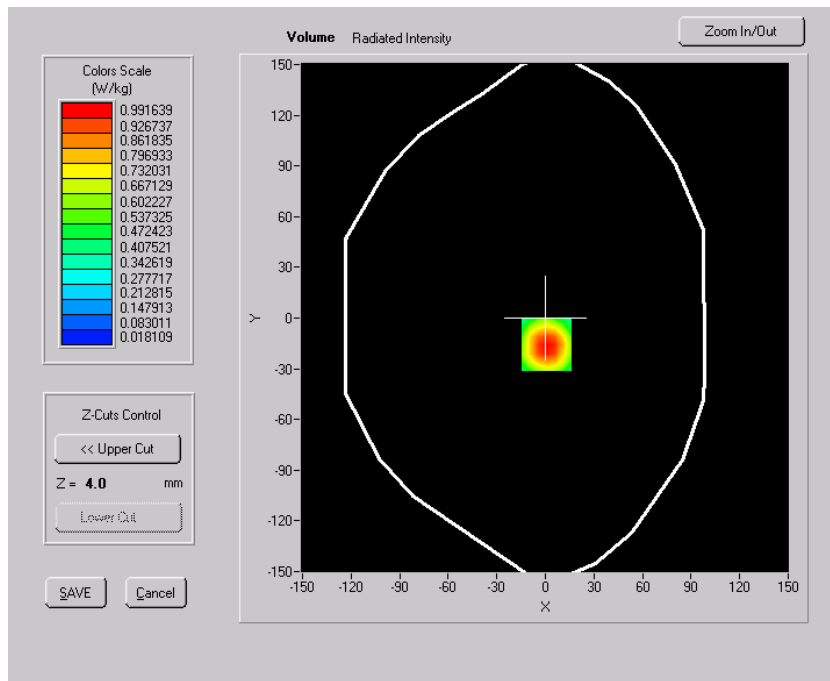 Volume Radiated Intensity
Zoom In/Out
Colors Scale
(W/kg)
0.991639
0.926737
0.861835
0.796933
0.732031
0.667129
0.602227
0.537325
0.472423
0.407521
0.342619
0.277717
0.212815
0.147913
0.083011
0.018109
Z-Cuts Control
<< Upper Cut
Z = 4.0 mm
Lower Cut
SAVE Cancel
150
120
90
60
30
0
-30
-60
-90
-120
-150
Y
-150 -120 -90 -60 -30 0 30 60 90 120 150
X